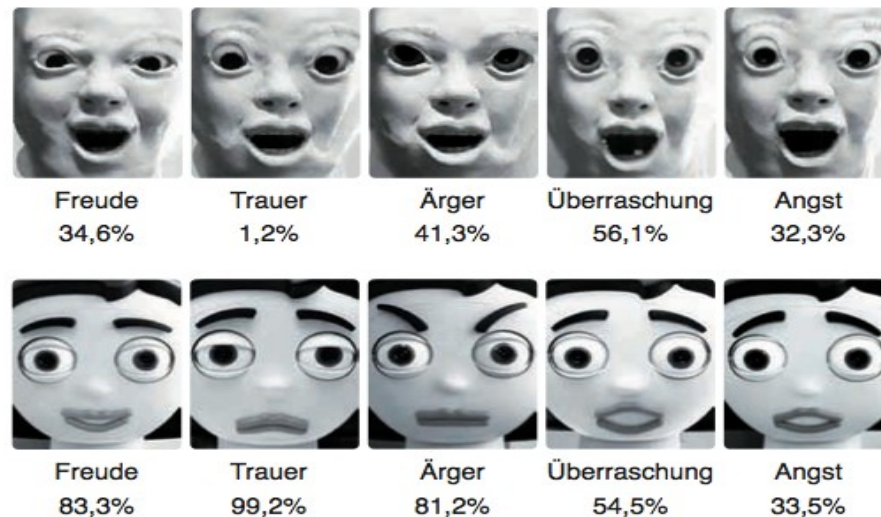 Freude Trauer Ärger Überraschung Angst
34,6% 1,2% 41,3% 56,1% 32,3%
Freude Trauer Ärger Überraschung Angst
83,3% 99,2% 81,2% 54,5% 33,5%